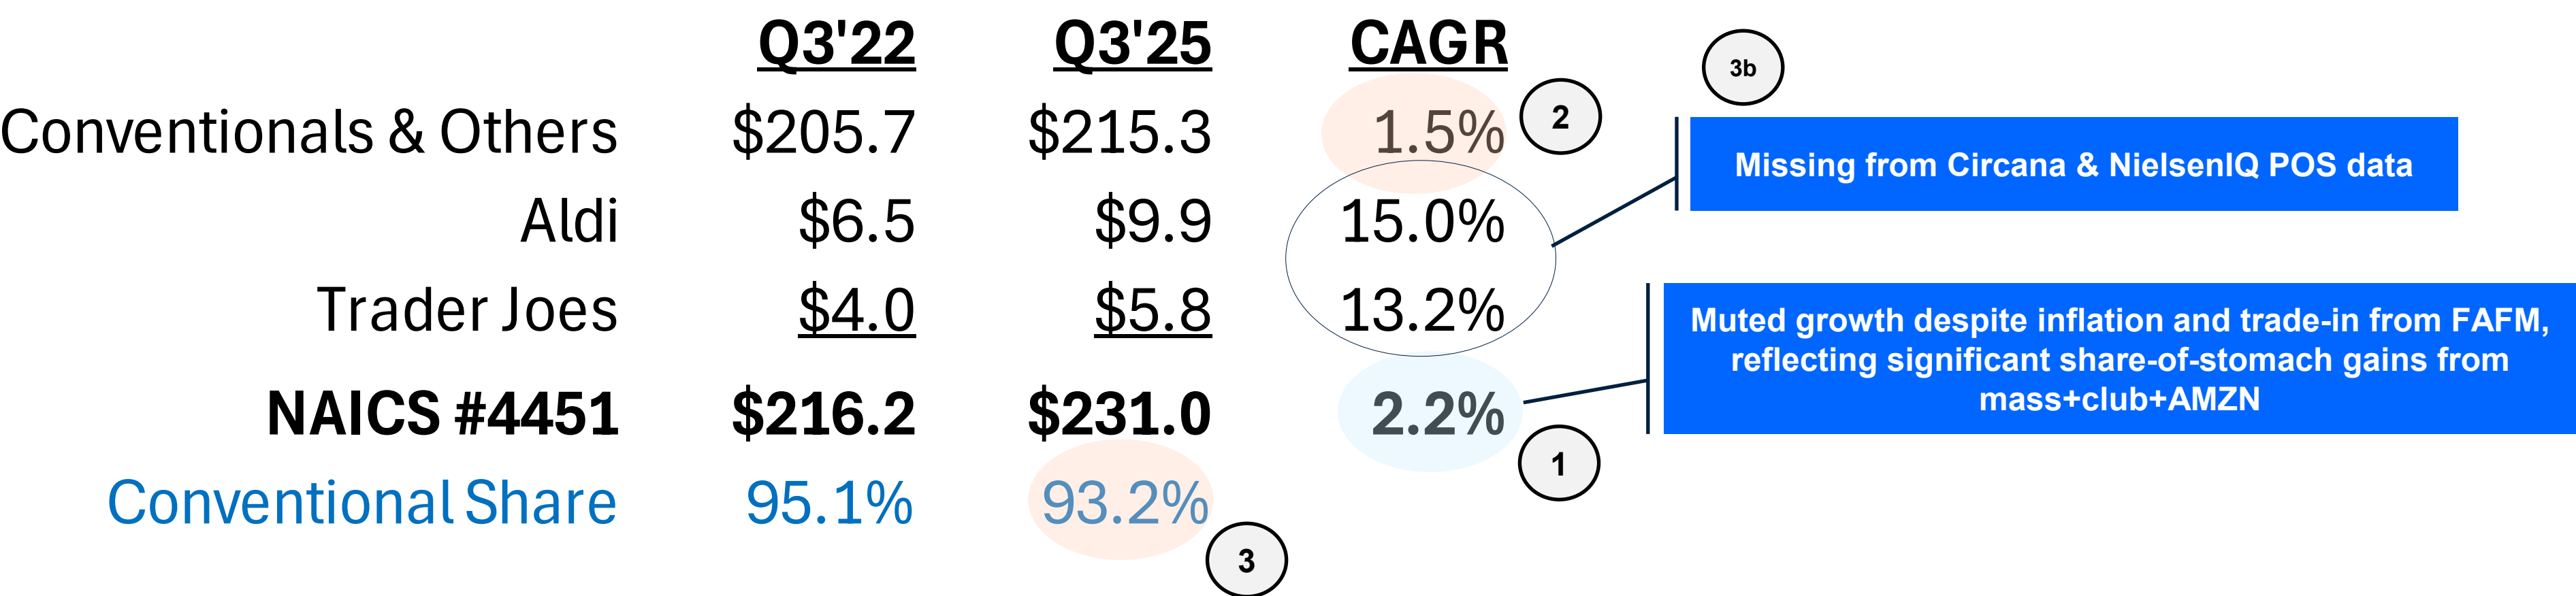 Q3'22 Q3'25 CAGR
3b
Conventionals & Others $205.7 $215.3 1.5%
2
Missing from Circana & NielsenIQ POS data
Aldi $6.5 $9.9 15.0%
Trader Joes $4.0 $5.8 13.2%
Muted growth despite inflation and trade-in from FAFM,
reflecting significant share-of-stomach gains from
mass+club+AMZN
NAICS #4451 $216.2 $231.0 2.2%
1
Conventional Share 95.1% 93.2%
3